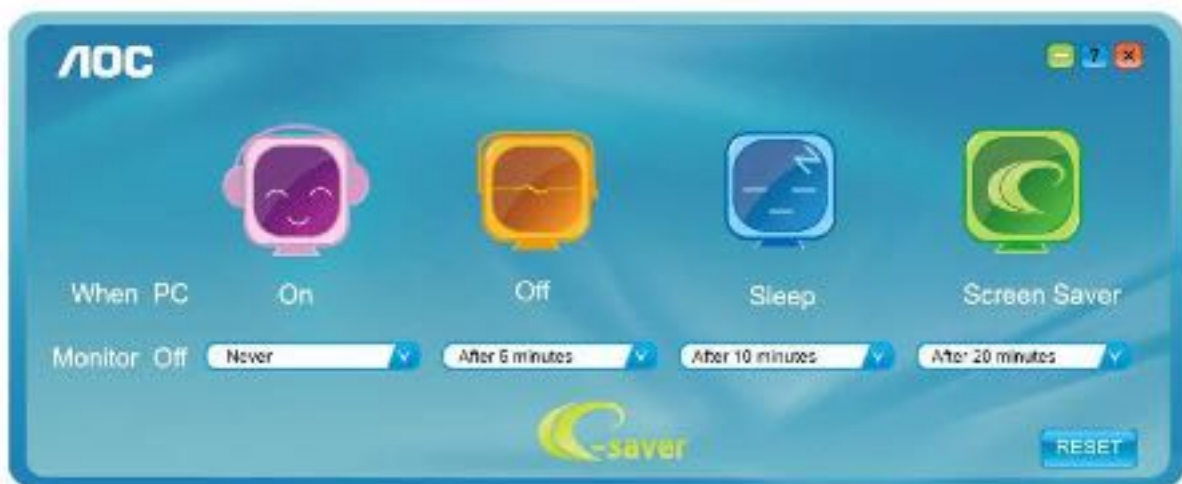 AOC
?
When PC On Off Sleep Screen Saver
Monitor Off Never After 5 minutes After 10 minutes After 20 minutes
e-saver
RESET